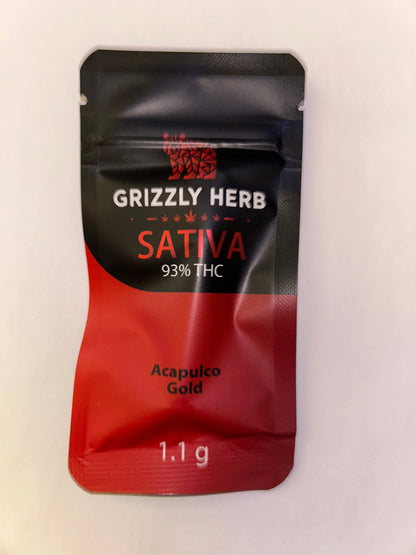 GRIZZLY HERB
SATIVA
93% THC
Acapulco
Gold
1.1 g